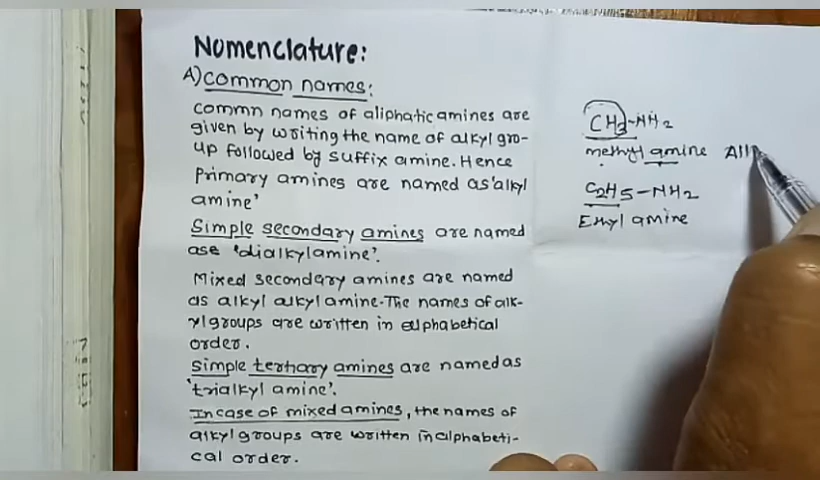 Nomenclature:
A) common names:
commn names of aliphatic amines are
given by writing the name of alkyl gro-
up followed by suffix amine. Hence
primary amines are named as 'alkyl
amine'
Simple secondary amines are named
ase 'dialkylamine'.
Mixed secondary amines are named
as alkyl alkyl amine. The names of alk-
yl groups are written in alphabetical
order.
Simple tertiary amines are named as
'trialkyl amine'.
In case of mixed amines, the names of
alkyl groups are written in alphabeti-
cal order.
CH3-NH2
methyl amine All
C2H5-NH2
Ethyl amine